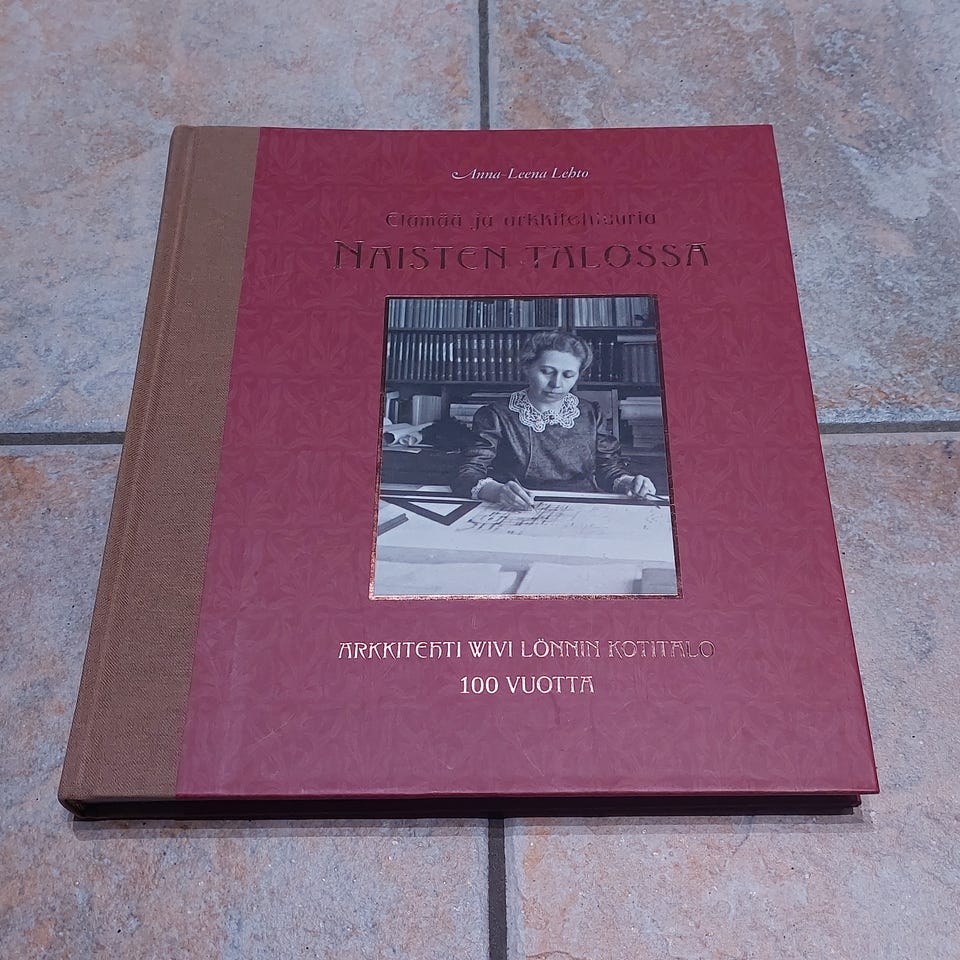 Anna-Leena Lehto
Elämää ja arkkitehtuuria
NAISTEN TALOSSA
ARKKITEHTI WIVI LÖNNIN KOTITALO
100 VUOTTA